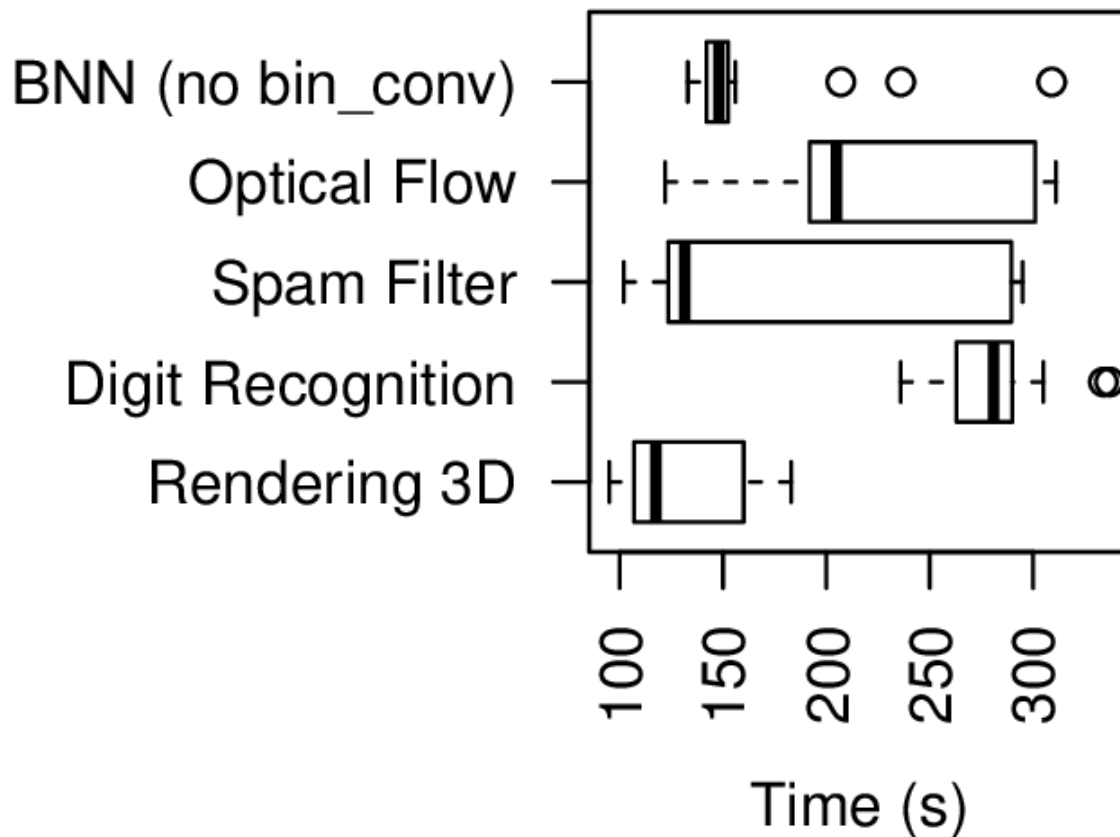 BNN (no bin_conv)
Optical Flow
Spam Filter
Digit Recognition
Rendering 3D
100
150
200
250
300
Time (s)